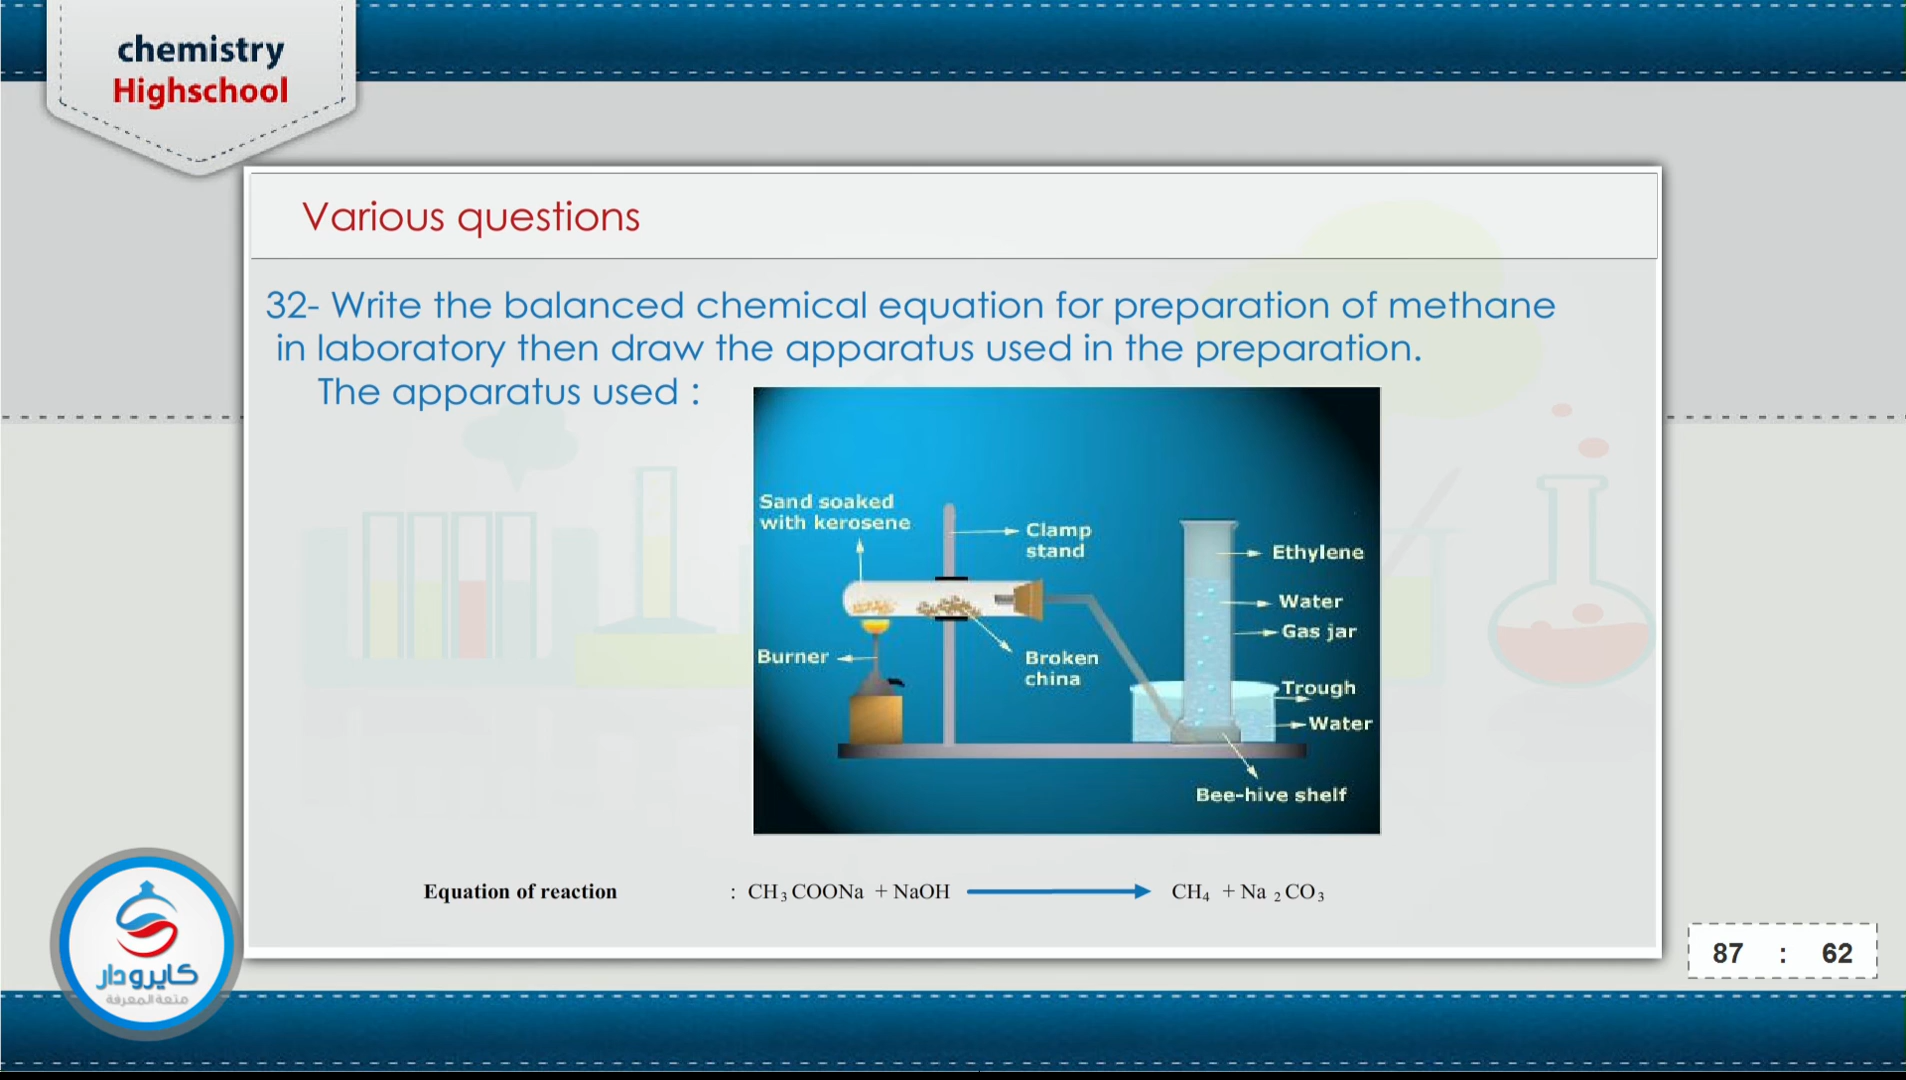 chemistry
Highschool
Various questions
32- Write the balanced chemical equation for preparation of methane
in laboratory then draw the apparatus used in the preparation.
The apparatus used :
Sand soaked
with kerosene
Clamp
stand
Ethylene
Water
Gas jar
Burner
Broken
china
Trough
Water
Bee-hive shelf
Equation of reaction : CH₃COONa + NaOH → CH₄ + Na₂CO₃
كايرودار
متعة المعرفة
87 : 62